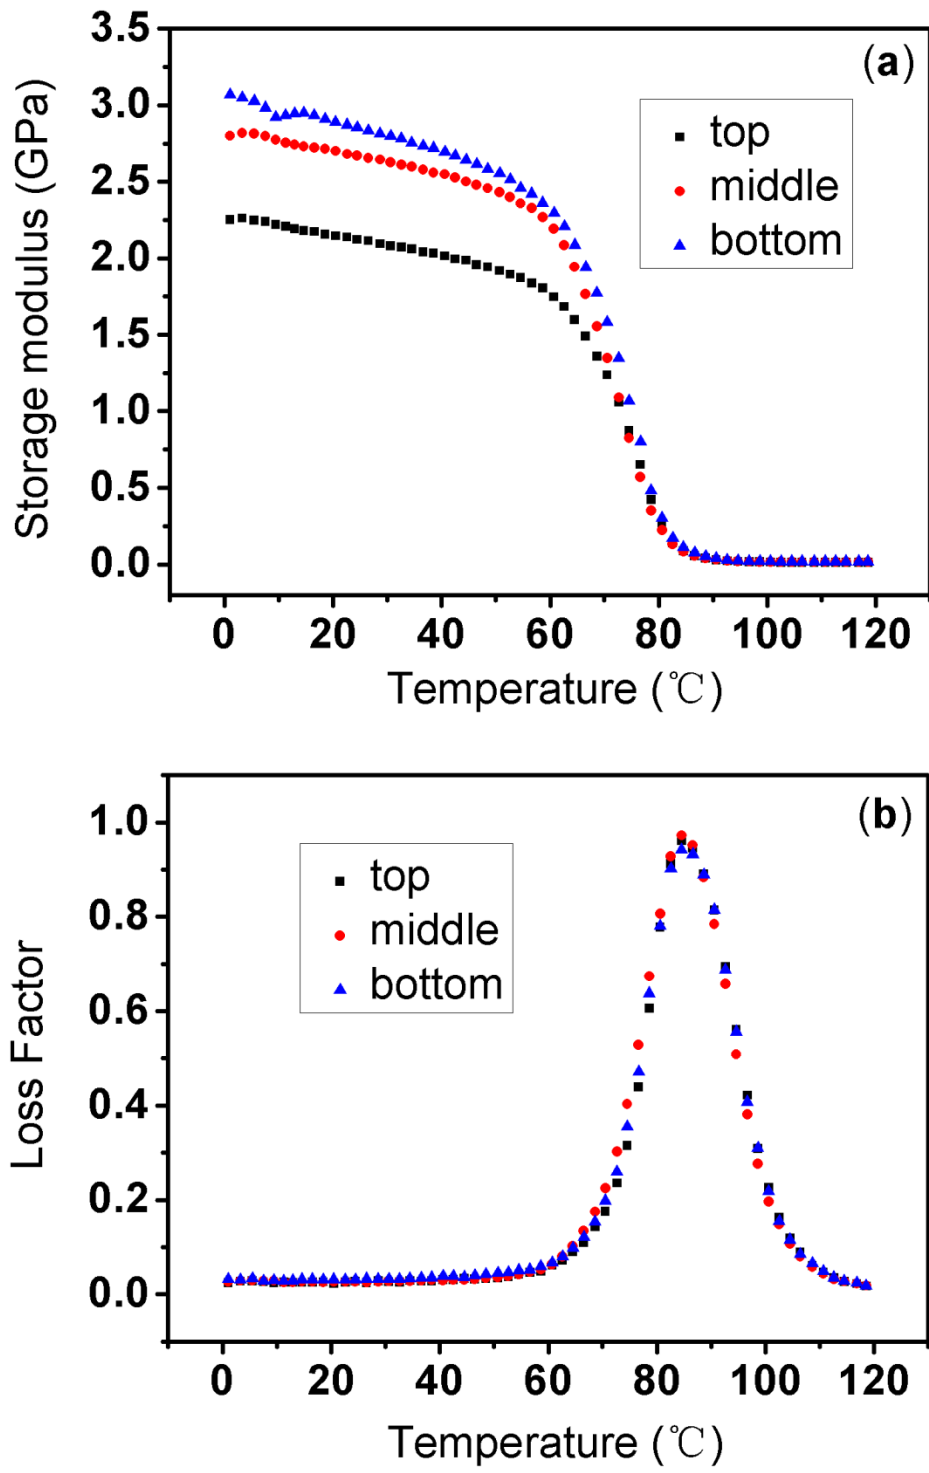 (a)
3.5
3.0
2.5
2.0
1.5
1.0
0.5
0.0
Storage modulus (GPa)
top
middle
bottom
0 20 40 60 80 100 120
Temperature (℃)
(b)
1.0
0.8
0.6
0.4
0.2
0.0
Loss Factor
top
middle
bottom
0 20 40 60 80 100 120
Temperature (℃)